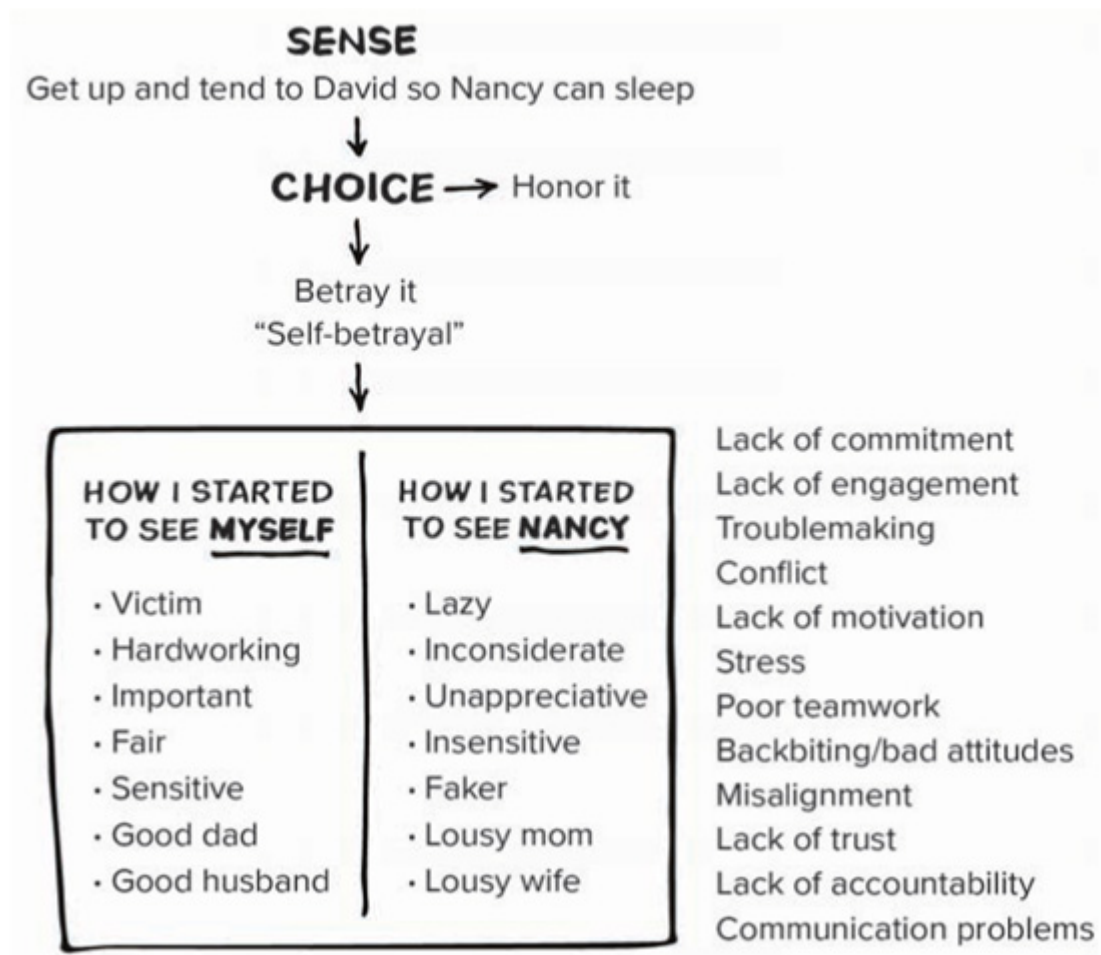 SENSE
Get up and tend to David so Nancy can sleep
CHOICE → Honor it
Betray it
“Self-betrayal”
HOW I STARTED
TO SEE MYSELF
· Victim
· Hardworking
· Important
· Fair
· Sensitive
· Good dad
· Good husband
HOW I STARTED
TO SEE NANCY
· Lazy
· Inconsiderate
· Unappreciative
· Insensitive
· Faker
· Lousy mom
· Lousy wife
Lack of commitment
Lack of engagement
Troublemaking
Conflict
Lack of motivation
Stress
Poor teamwork
Backbiting/bad attitudes
Misalignment
Lack of trust
Lack of accountability
Communication problems